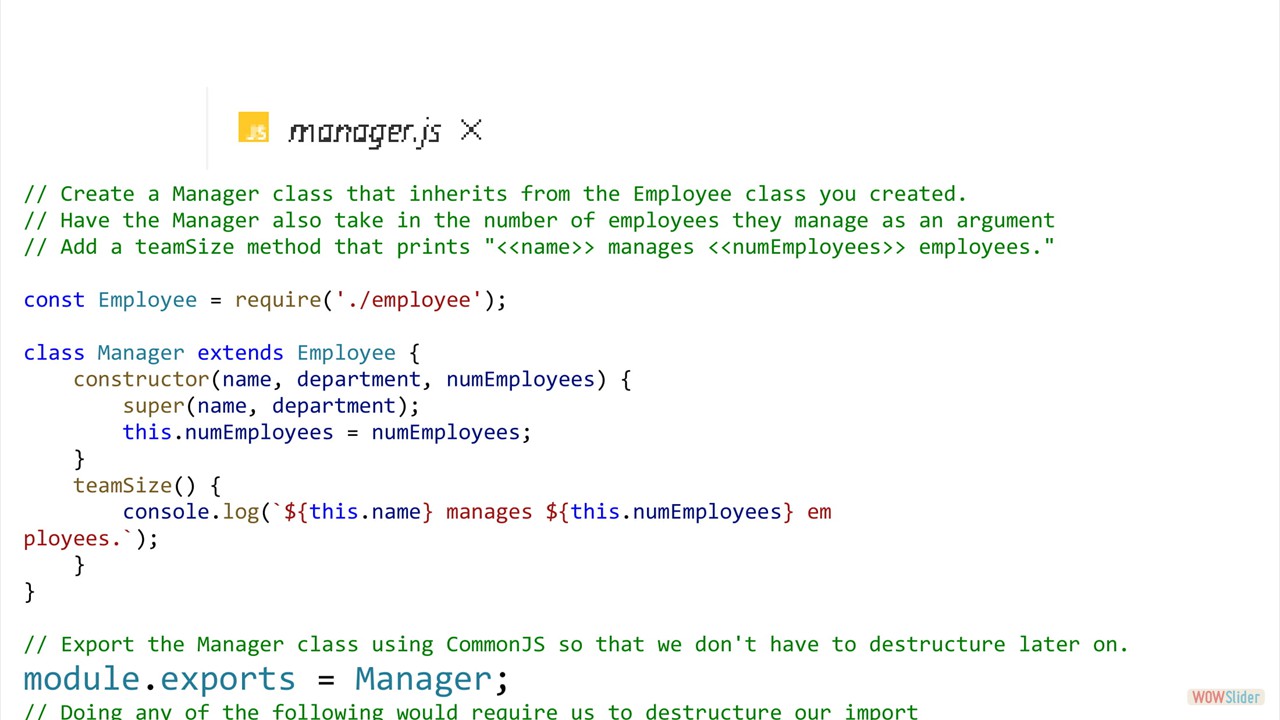 JS manager.js ×
// Create a Manager class that inherits from the Employee class you created.
// Have the Manager also take in the number of employees they manage as an argument
// Add a teamSize method that prints "<<name>> manages <<numEmployees>> employees."
const Employee = require('./employee');
class Manager extends Employee {
    constructor(name, department, numEmployees) {
        super(name, department);
        this.numEmployees = numEmployees;
    }
    teamSize() {
        console.log(`${this.name} manages ${this.numEmployees} em
ployees.`);
    }
}
// Export the Manager class using CommonJS so that we don't have to destructure later on.
module.exports = Manager;
// Doing any of the following would require us to destructure our import
WOWSlider